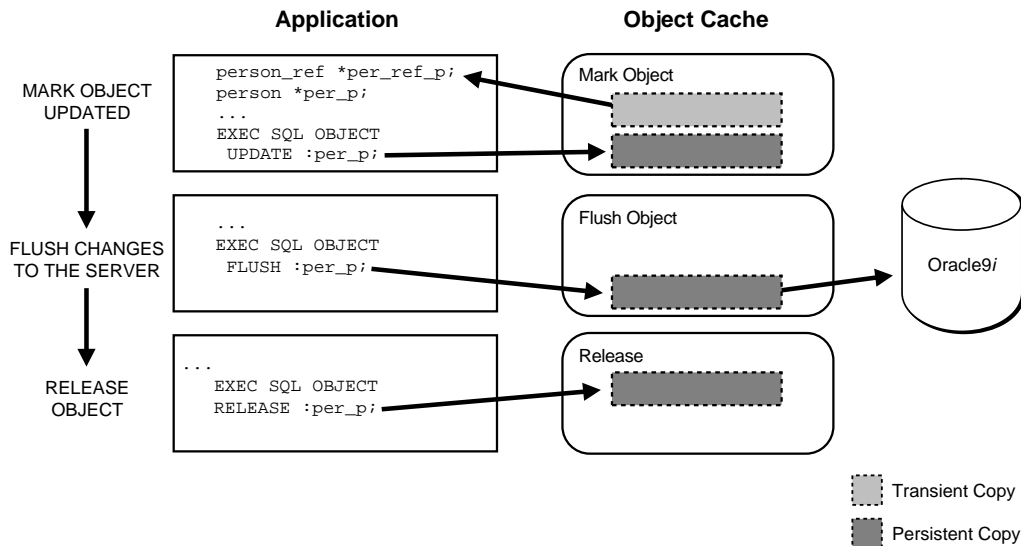 Application
Object Cache
MARK OBJECT
UPDATED
person_ref *per_ref_p;
person *per_p;
...
EXEC SQL OBJECT
UPDATE :per_p;
Mark Object
FLUSH CHANGES
TO THE SERVER
...
EXEC SQL OBJECT
FLUSH :per_p;
Flush Object
Oracle9i
RELEASE
OBJECT
...
EXEC SQL OBJECT
RELEASE :per_p;
Release
Transient Copy
Persistent Copy